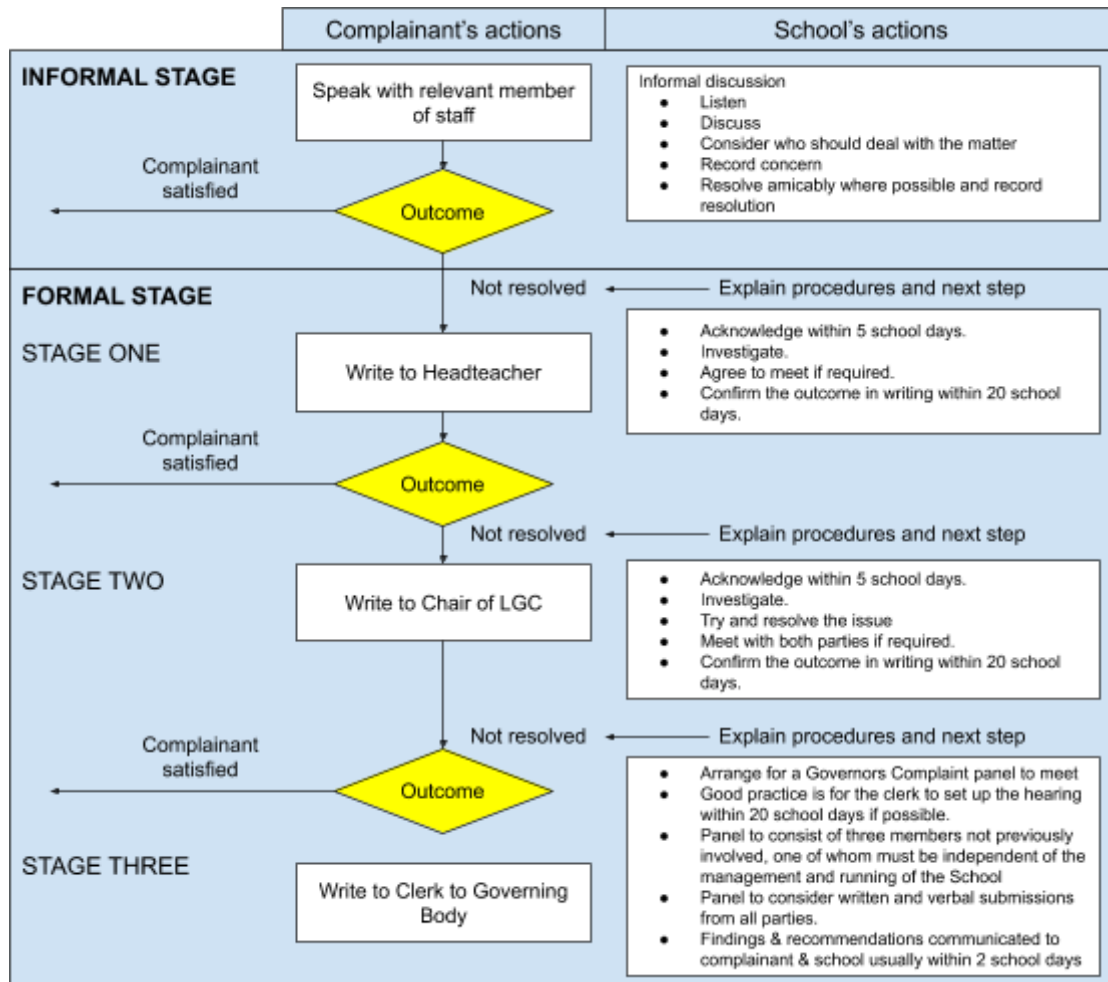 Complainant's actions
School's actions
INFORMAL STAGE
Speak with relevant member
of staff
Informal discussion
● Listen
● Discuss
● Consider who should deal with the matter
● Record concern
● Resolve amicably where possible and record
resolution
Complainant
satisfied
Outcome
FORMAL STAGE
Not resolved
Explain procedures and next step
STAGE ONE
Write to Headteacher
● Acknowledge within 5 school days.
● Investigate.
● Agree to meet if required.
● Confirm the outcome in writing within 20 school
days.
Complainant
satisfied
Outcome
Not resolved
Explain procedures and next step
STAGE TWO
Write to Chair of LGC
● Acknowledge within 5 school days.
● Investigate.
● Try and resolve the issue
● Meet with both parties if required.
● Confirm the outcome in writing within 20 school
days.
Not resolved
Explain procedures and next step
Complainant
satisfied
Outcome
STAGE THREE
Write to Clerk to Governing
Body
● Arrange for a Governors Complaint panel to meet
● Good practice is for the clerk to set up the hearing
within 20 school days if possible.
● Panel to consist of three members not previously
involved, one of whom must be independent of the
management and running of the School
● Panel to consider written and verbal submissions
from all parties.
● Findings & recommendations communicated to
complainant & school usually within 2 school days